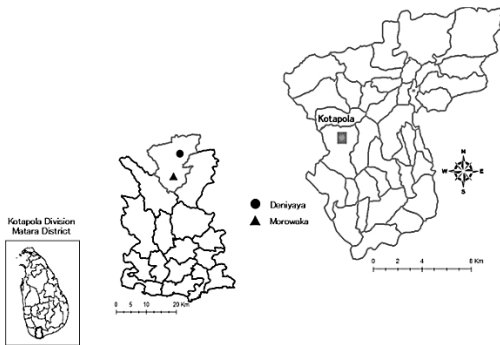 Kotapola
N
W
E
S
Deniyaya
Morowaka
Kotapola Division
Matara District
0 2 4 8 Km
0 5 10 20 Km